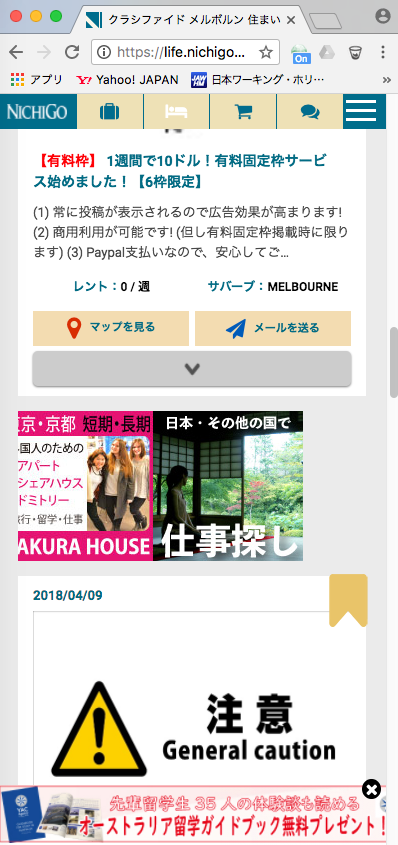 クラシファイド メルボルン 住まい
https://life.nichigo...
On
アプリ
Yahoo! JAPAN
日本ワーキング・ホリ...
NICHIGO
【有料枠】 1週間で10ドル！有料固定枠サービ
ス始めました！【6枠限定】
(1) 常に投稿が表示されるので広告効果が高まります!
(2) 商用利用が可能です! (但し有料固定枠掲載時に限り
ます) (3) Paypal支払いなので、安心してご...
レント：0 / 週
サバーブ：MELBOURNE
マップを見る
メールを送る
京・京都 短期・長期
国人のための
アパート
シェアハウス
ドミトリー
旅行・留学・仕事
AKURA HOUSE
日本・その他の国で
仕事探し
2018/04/09
注意
General caution
YAC
先輩留学生35人の体験談も読める
オーストラリア留学ガイドブック無料プレゼント！